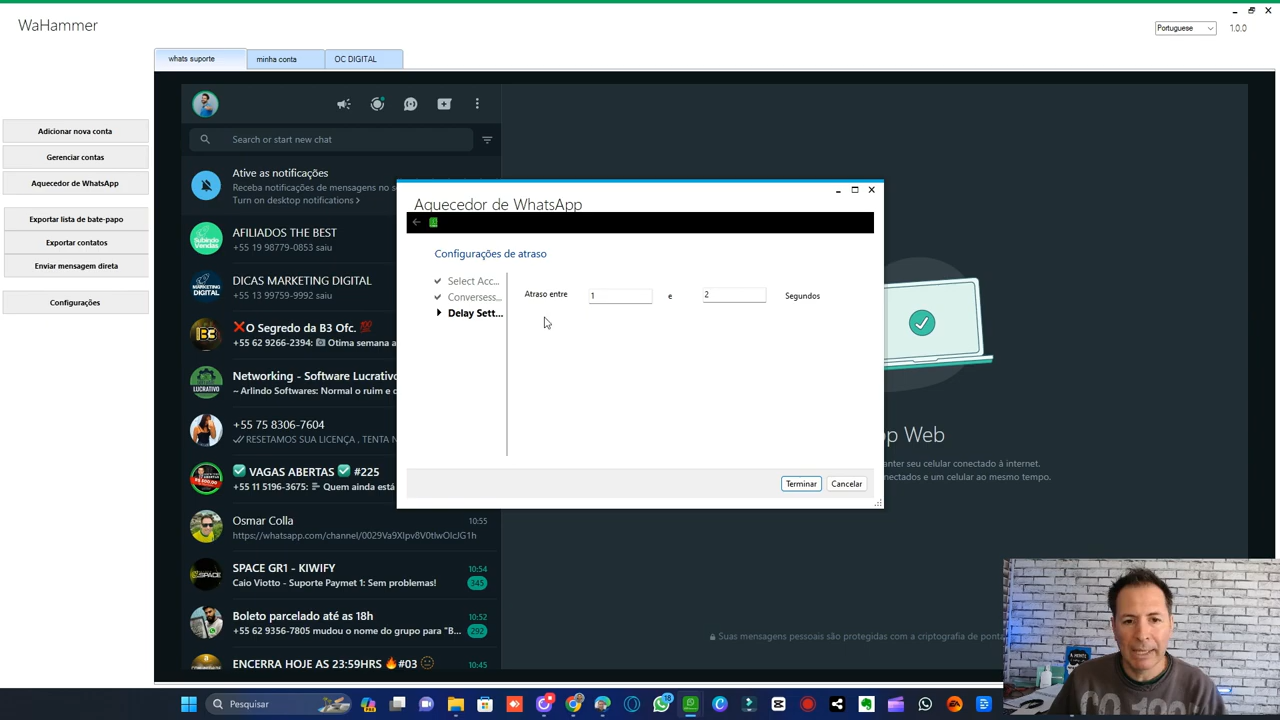 WaHammer
Portuguese
1.0.0
whats suporte
minha conta
OC DIGITAL
Adicionar nova conta
Gerenciar contas
Aquecedor de WhatsApp
Exportar lista de bate-papo
Exportar contatos
Enviar mensagem direta
Configurações
Search or start new chat
Ative as notificações
Receba notificações de mensagens no s
Turn on desktop notifications >
AFILIADOS THE BEST
+55 19 98779-0853 saiu
DICAS MARKETING DIGITAL
+55 13 99759-9992 saiu
❌O Segredo da B3 Ofc. 💯
+55 62 9266-2394: 📷 Otima semana a
Networking - Software Lucrativo
~ Arlindo Softwares: Normal o ruim e d
+55 75 8306-7604
RESETAMOS SUA LICENÇA , TENTA N
✅ VAGAS ABERTAS ✅ #225
+55 11 5196-3675: Quem ainda está
Osmar Colla
10:55
https://whatsapp.com/channel/0029Va9XIpv8V0tIwOIcJG1h
SPACE GR1 - KIWIFY
10:54
Caio Viotto - Suporte Paymet 1: Sem problemas!
345
Boleto parcelado até as 18h
10:52
+55 62 9356-7805 mudou o nome do grupo para "B...
292
ENCERRA HOJE AS 23:59HRS 🔥#03
10:45
Aquecedor de WhatsApp
Configurações de atraso
Select Acc...
Conversess...
Delay Sett...
Atraso entre
1
e
2
Segundos
Terminar
Cancelar
pp Web
anter seu celular conectado à internet.
nectados e um celular ao mesmo tempo.
Suas mensagens pessoais são protegidas com a criptografia de ponta
Pesquisar
18